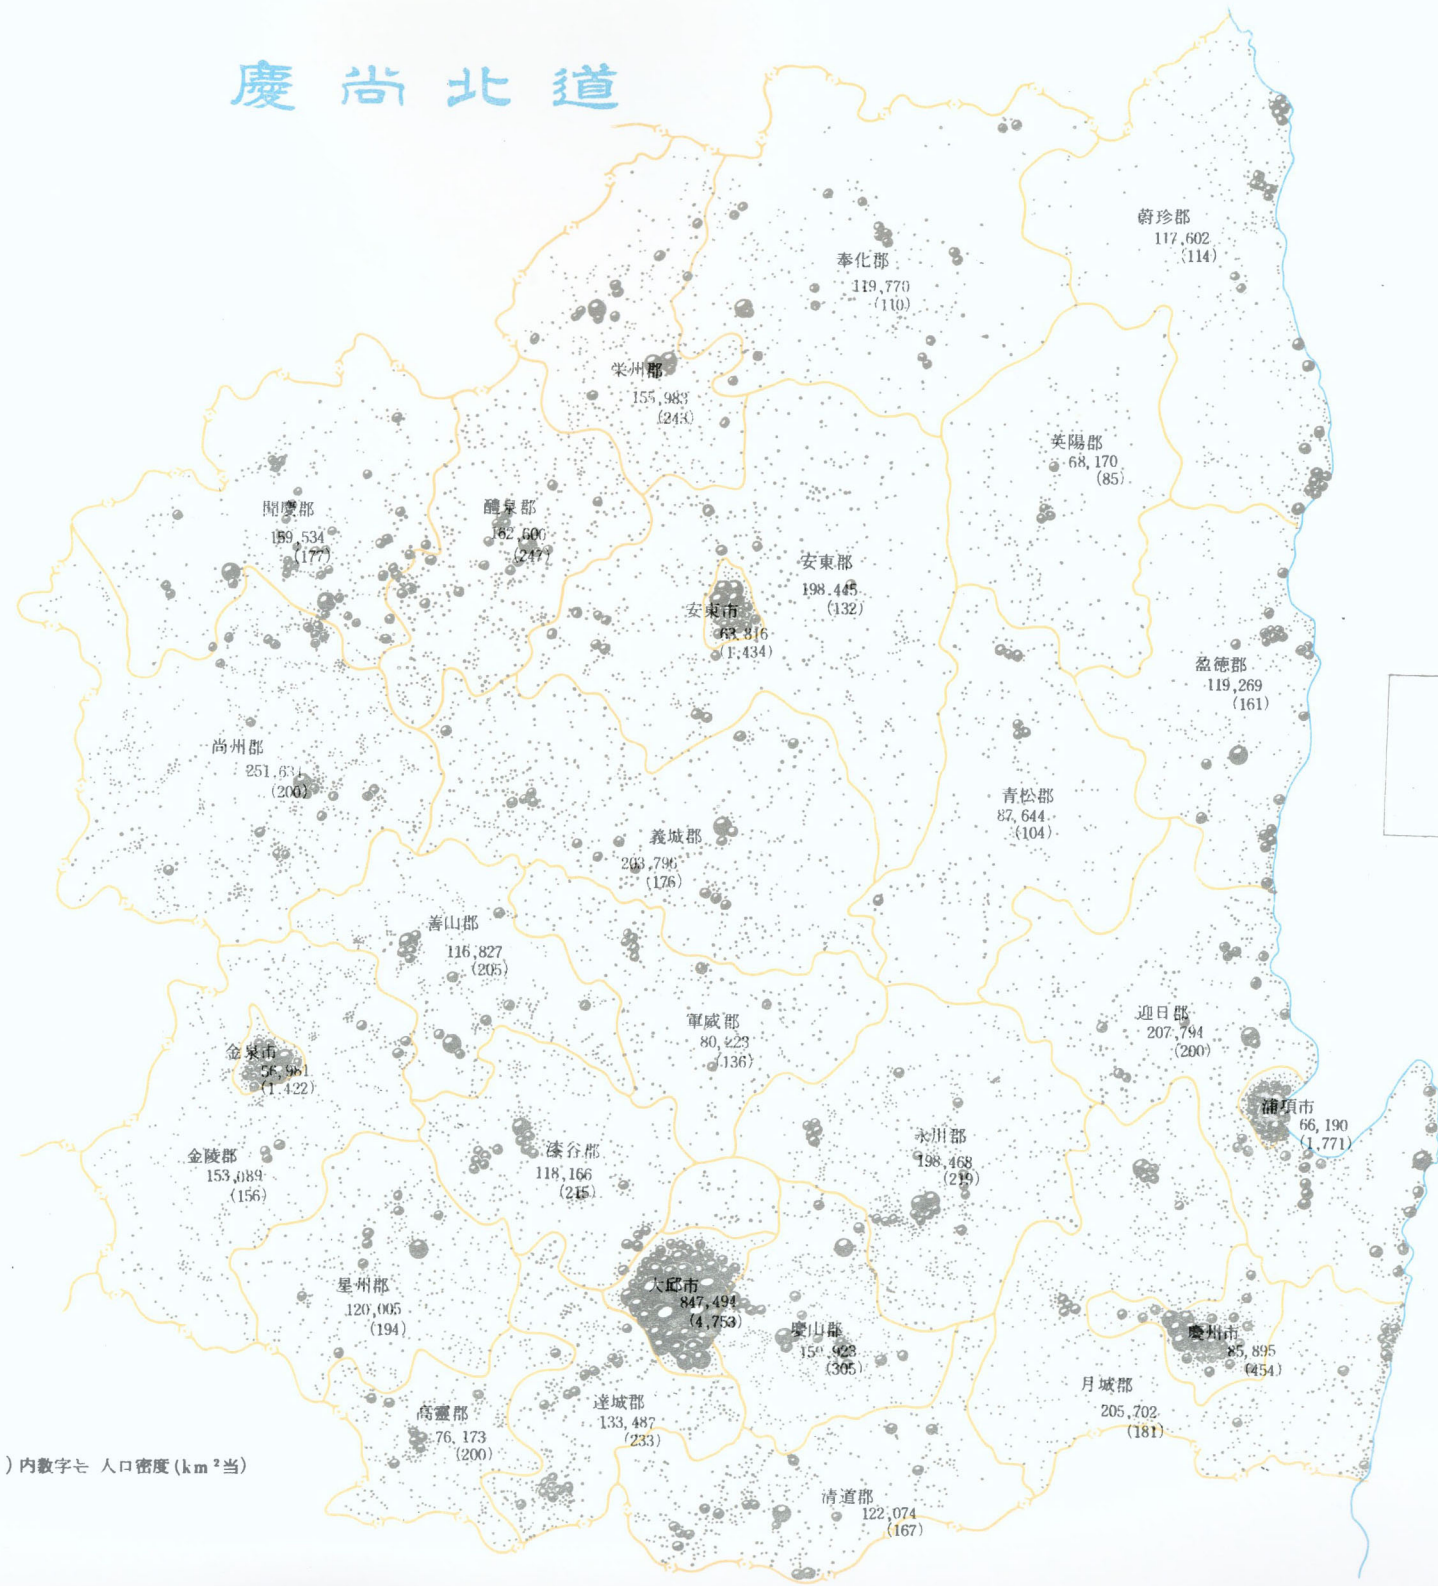 慶尚北道
蔚珍郡
117,602
(114)
奉化郡
119,770
(110)
栄州郡
155,983
(243)
英陽郡
68,170
(85)
聞慶郡
159,534
(177)
醴泉郡
162,606
(247)
安東郡
198,445
(132)
安東市
63,816
(1,434)
盈徳郡
119,269
(161)
尚州郡
(200)
青松郡
87,644
(104)
義城郡
203,796
(176)
善山郡
116,827
(205)
軍威郡
(136)
迎日郡
207,794
(200)
金泉市
56,981
(1,422)
浦項市
66,190
(1,771)
金陵郡
153,089
(156)
漆谷郡
118,166
(215)
永川郡
198,468
(219)
星州郡
120,005
(194)
大邱市
847,494
(4,753)
慶山郡
(305)
慶州市
85,895
(454)
月城郡
205,702
(181)
高靈郡
76,173
(200)
達城郡
133,487
(233)
清道郡
122,074
(167)
)内数字는 人口密度(km²当)